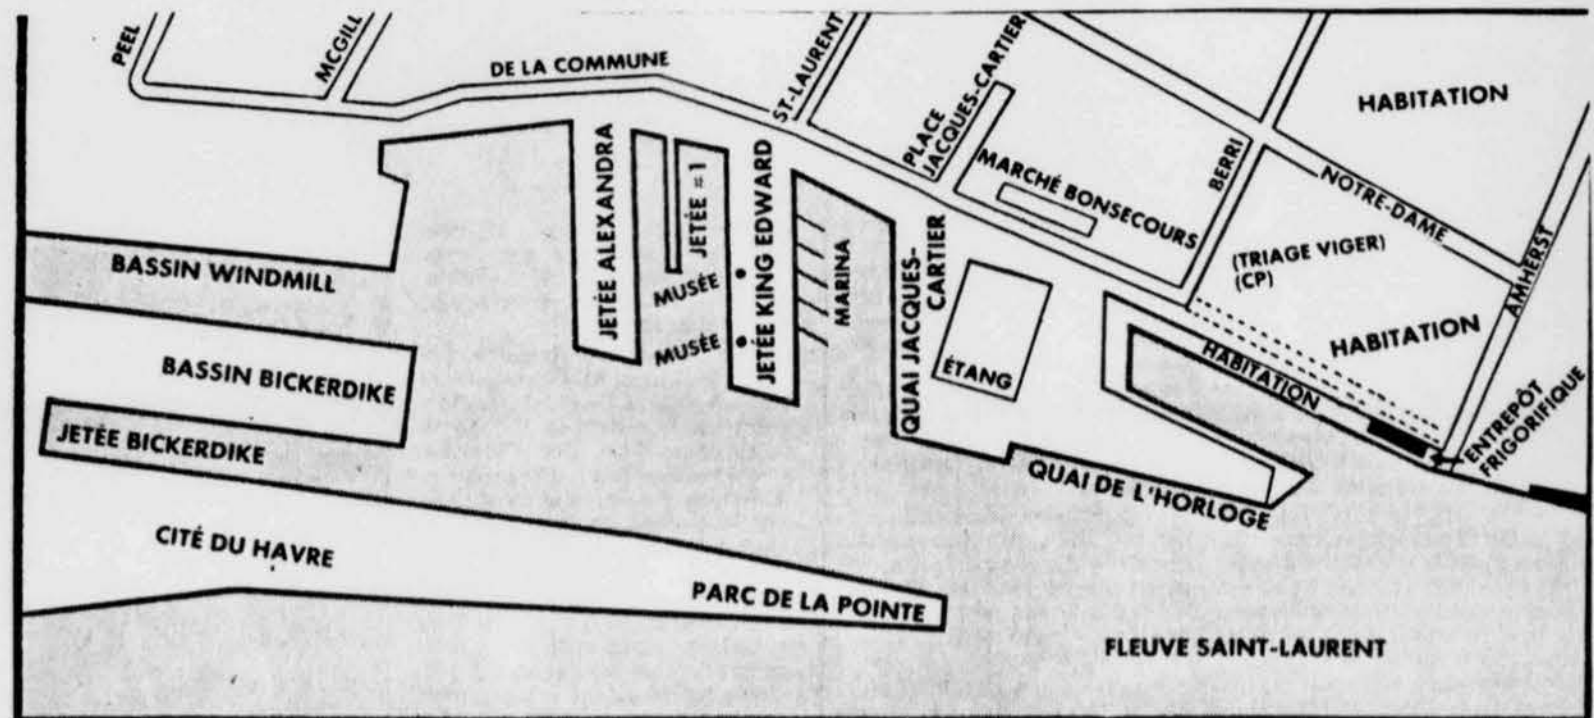 PEEL
MCGILL
DE LA COMMUNE
ST-LAURENT
PLACE
JACQUES-CARTIER
MARCHÉ BONSECOURS
BERRI
NOTRE-DAME
HABITATION
AMHERST
(TRIAGE VIGER)
(CP)
HABITATION
HABITATION
ENTREPÔT
FRIGORIFIQUE
JETÉE ALEXANDRA
JETÉE #1
MUSÉE
MUSÉE
JETÉE KING EDWARD
MARINA
QUAI JACQUES-
CARTIER
ÉTANG
QUAI DE L'HORLOGE
BASSIN WINDMILL
BASSIN BICKERDIKE
JETÉE BICKERDIKE
CITÉ DU HAVRE
PARC DE LA POINTE
FLEUVE SAINT-LAURENT